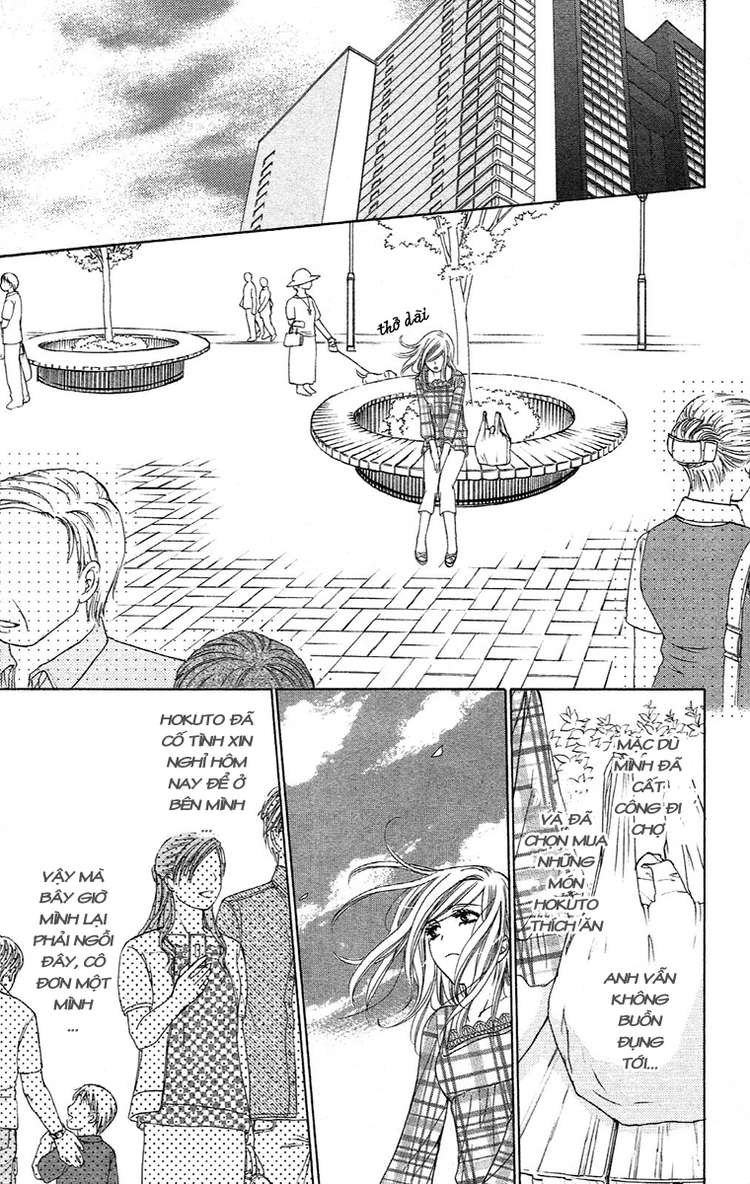 thở dài
MẶC DÙ
MÌNH ĐÃ
CẤT
CÔNG ĐI
CHỢ
VÀ ĐÃ
CHỌN MUA
NHỮNG
MÓN
HOKUTO
THÍCH ĂN
ANH VẪN
KHÔNG
BUỒN
ĐỤNG
TỚI...
HOKUTO ĐÃ
CỐ TÌNH XIN
NGHỈ HÔM
NAY ĐỂ Ở
BÊN MÌNH
...
VẬY MÀ
BÂY GIỜ
MÌNH LẠI
PHẢI NGỒI
ĐÂY, CÔ
ĐƠN MỘT
MÌNH
...